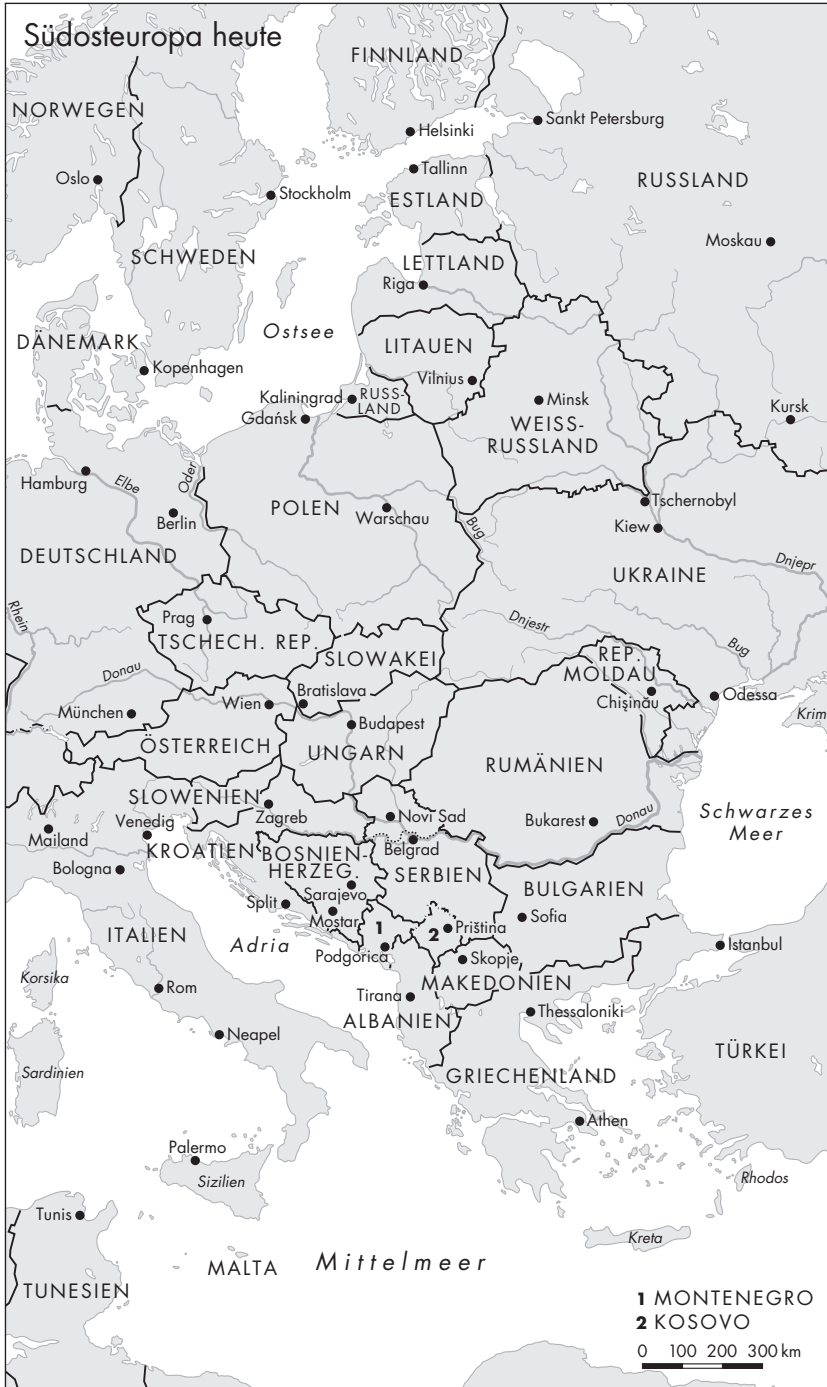 Südosteuropa heute
FINNLAND
NORWEGEN
Helsinki
Sankt Petersburg
Oslo
Tallinn
Stockholm
ESTLAND
RUSSLAND
SCHWEDEN
Moskau
LETTLAND
Riga
Ostsee
DÄNEMARK
LITAUEN
Kopenhagen
Vilnius
Kaliningrad
RUSS-
LAND
Minsk
Gdańsk
WEISS-
RUSSLAND
Kursk
Hamburg
Elbe
Oder
Berlin
POLEN
Warschau
Bug
Tschernobyl
Kiew
DEUTSCHLAND
Dnjepr
UKRAINE
Rhein
Prag
TSCHECH. REP.
Dnjestr
Bug
SLOWAKEI
REP.
MOLDAU
Donau
Chişinău
Odessa
München
Wien
Bratislava
Krim
Budapest
ÖSTERREICH
UNGARN
RUMÄNIEN
SLOWENIEN
Zagreb
Novi Sad
Bukarest
Donau
Schwarzes
Meer
Mailand
Venedig
KROATIEN
BOSNIEN-
HERZEG.
Belgrad
SERBIEN
Bologna
BULGARIEN
Sarajevo
Split
Mostar
Sofia
ITALIEN
Adria
1
2
Priština
Podgorica
Skopje
Istanbul
Korsika
Rom
MAKEDONIEN
Tirana
ALBANIEN
Thessaloniki
Neapel
TÜRKEI
Sardinien
GRIECHENLAND
Athen
Palermo
Sizilien
Rhodos
Tunis
Kreta
MALTA
Mittelmeer
TUNESIEN
1 MONTENEGRO
2 KOSOVO
0 100 200 300 km